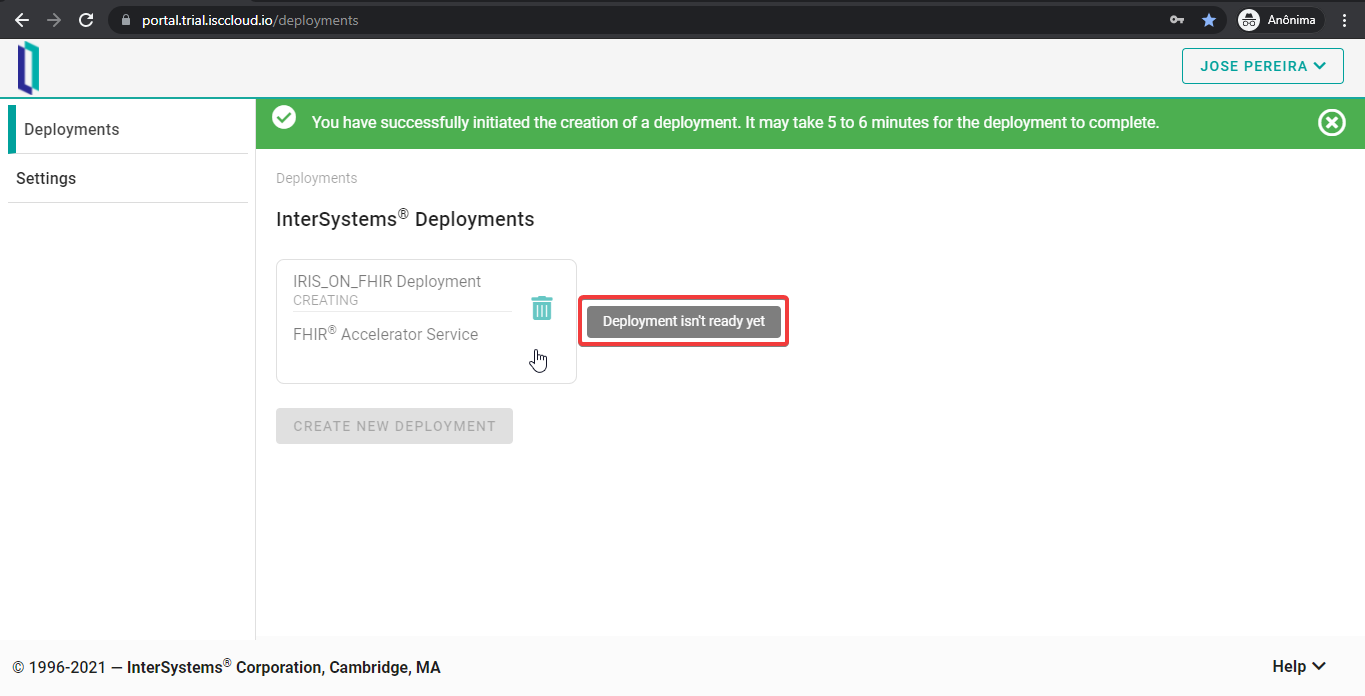 portal.trial.isccloud.io/deployments
Anônima
JOSE PEREIRA
Deployments
Settings
You have successfully initiated the creation of a deployment. It may take 5 to 6 minutes for the deployment to complete.
Deployments
InterSystems® Deployments
IRIS_ON_FHIR Deployment
CREATING
FHIR® Accelerator Service
Deployment isn't ready yet
CREATE NEW DEPLOYMENT
© 1996-2021 — InterSystems® Corporation, Cambridge, MA
Help